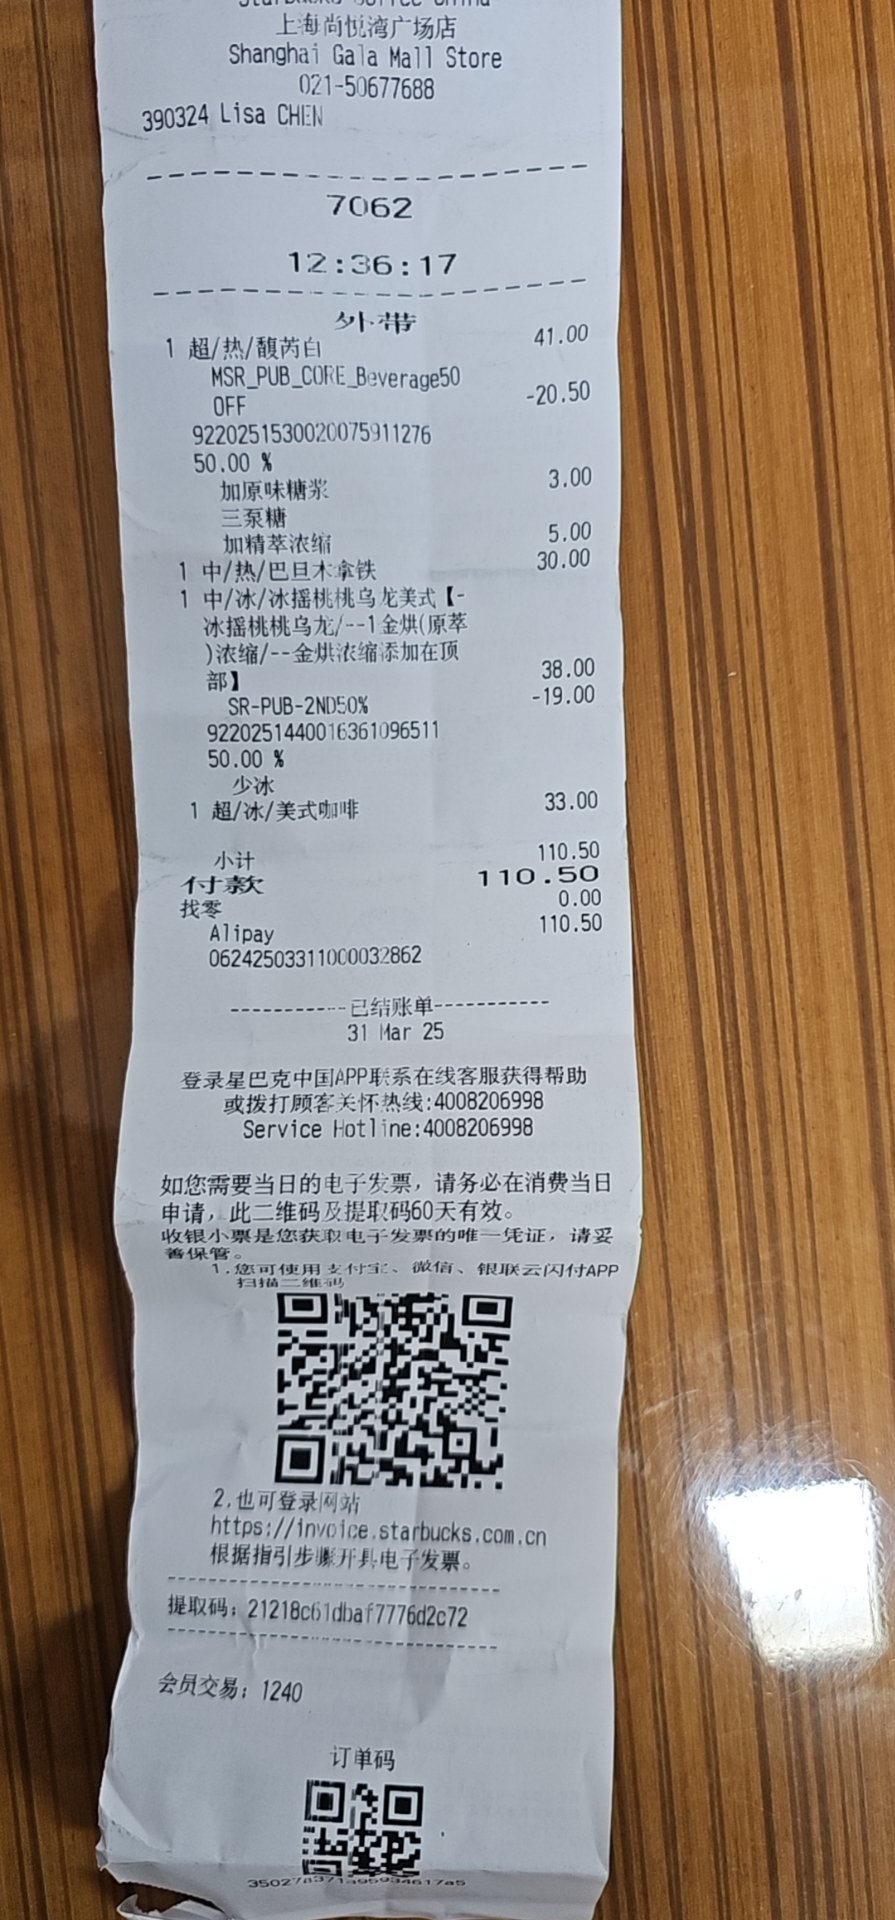 Starbucks Coffee China
上海尚悦湾广场店
Shanghai Gala Mall Store
021-50677688
390324 Lisa CHEN
7062
12:36:17
外带
1 超/热/馥芮白 41.00
MSR_PUB_CORE_Beverage50
OFF -20.50
9220251530020075911276
50.00 %
加原味糖浆 3.00
三泵糖
加精萃浓缩 5.00
1 中/热/巴旦木拿铁 30.00
1 中/冰/冰摇桃桃乌龙美式【-
冰摇桃桃乌龙/--1金烘(原萃
)浓缩/--金烘浓缩添加在顶
部】 38.00
SR-PUB-2ND50% -19.00
9220251440016361096511
50.00 %
少冰
1 超/冰/美式咖啡 33.00
小计 110.50
付款 110.50
找零 0.00
Alipay 110.50
06242503311000032862
-----------已结账单-----------
31 Mar 25
登录星巴克中国APP联系在线客服获得帮助
或拨打顾客关怀热线:4008206998
Service Hotline:4008206998
如您需要当日的电子发票，请务必在消费当日
申请，此二维码及提取码60天有效。
收银小票是您获取电子发票的唯一凭证，请妥
善保管。
1.您可使用支付宝、微信、银联云闪付APP
扫描二维码
2.也可登录网站
https://invoice.starbucks.com.cn
根据指引步骤开具电子发票。
提取码：21218c61dbaf7776d2c72
会员交易：1240
订单码